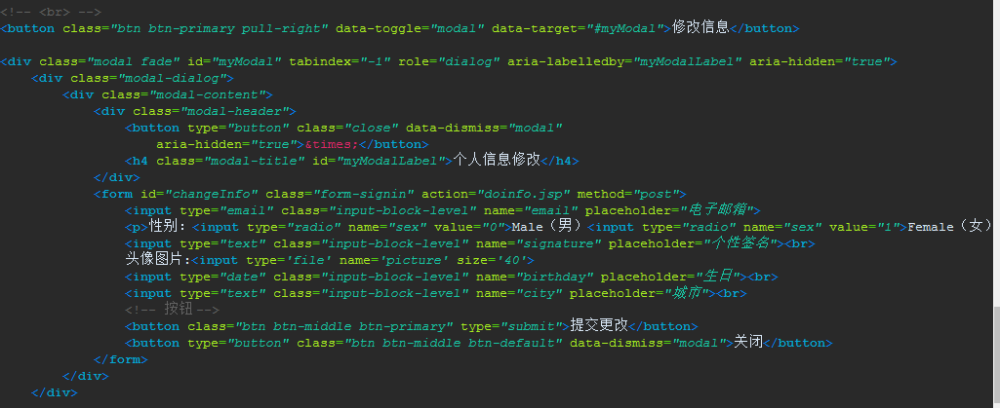 <!-- <br> -->
<button class="btn btn-primary pull-right" data-toggle="modal" data-target="#myModal">修改信息</button>
<div class="modal fade" id="myModal" tabindex="-1" role="dialog" aria-labelledby="myModalLabel" aria-hidden="true">
<div class="modal-dialog">
<div class="modal-content">
<div class="modal-header">
<button type="button" class="close" data-dismiss="modal"
aria-hidden="true">&times;</button>
<h4 class="modal-title" id="myModalLabel">个人信息修改</h4>
</div>
<form id="changeInfo" class="form-signin" action="doinfo.jsp" method="post">
<input type="email" class="input-block-level" name="email" placeholder="电子邮箱">
<p>性别：<input type="radio" name="sex" value="0">Male（男）<input type="radio" name="sex" value="1">Female（女）
<input type="text" class="input-block-level" name="signature" placeholder="个性签名"><br>
头像图片:<input type='file' name='picture' size='40'>
<input type="date" class="input-block-level" name="birthday" placeholder="生日"><br>
<input type="text" class="input-block-level" name="city" placeholder="城市"><br>
<!-- 按钮 -->
<button class="btn btn-middle btn-primary" type="submit">提交更改</button>
<button type="button" class="btn btn-middle btn-default" data-dismiss="modal">关闭</button>
</form>
</div>
</div>